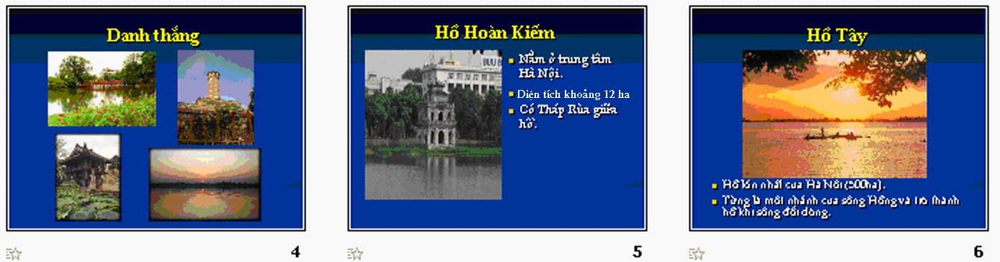 Danh thắng
4
Hồ Hoàn Kiếm
BƯU
Nằm ở trung tâm
Hà Nội.
Diện tích khoảng 12 ha
Có Tháp Rùa giữa
hồ.
5
Hồ Tây
Hồ lớn nhất của Hà Nội (500ha).
Từng là một nhánh của sông Hồng và trở thành
hồ khi sông đổi dòng.
6